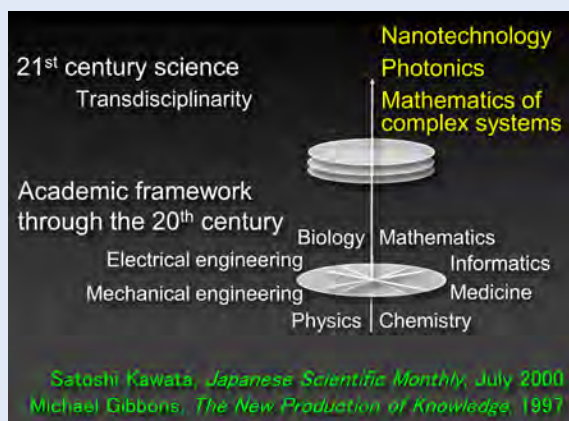 Nanotechnology
21st century science
Photonics
Transdisciplinarity
Mathematics of
complex systems
Academic framework
through the 20th century
Biology Mathematics
Electrical engineering
Informatics
Mechanical engineering
Medicine
Physics Chemistry
Satoshi Kawata, Japanese Scientific Monthly, July 2000
Michael Gibbons, The New Production of Knowledge, 1997